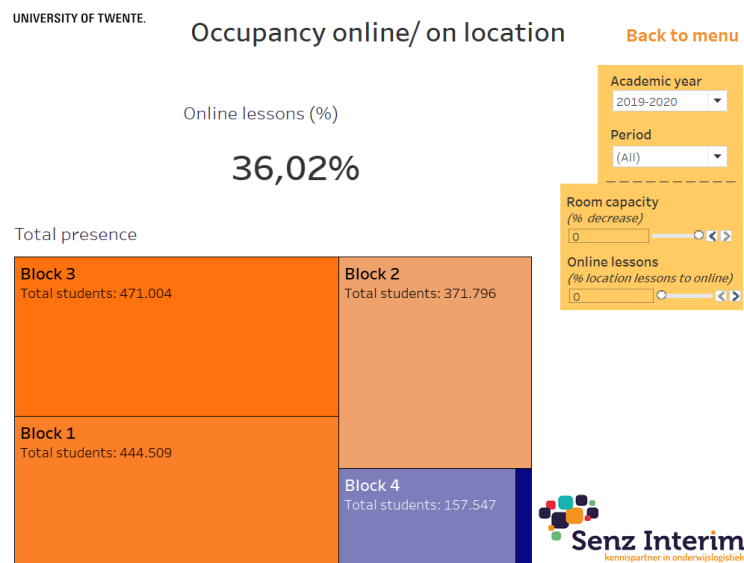 UNIVERSITY OF TWENTE.
Occupancy online/ on location
Back to menu
Academic year
2019-2020
Period
(All)
Online lessons (%)
36,02%
Room capacity
(% decrease)
0
Online lessons
(% location lessons to online)
0
Total presence
Block 3
Total students: 471.004
Block 2
Total students: 371.796
Block 1
Total students: 444.509
Block 4
Total students: 157.547
Senz Interim
kennispartner in onderwijslogistiek